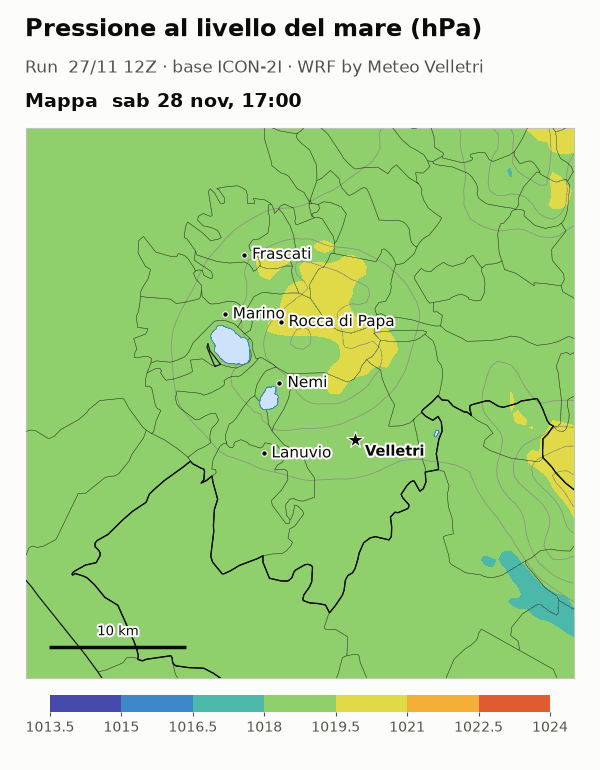 Pressione al livello del mare (hPa)
Run  27/11 12Z · base ICON-2I · WRF by Meteo Velletri
Mappa  sab 28 nov, 17:00
Frascati
Marino
Rocca di Papa
Nemi
Velletri
Lanuvio
10 km
1013.5 1015 1016.5 1018 1019.5 1021 1022.5 1024